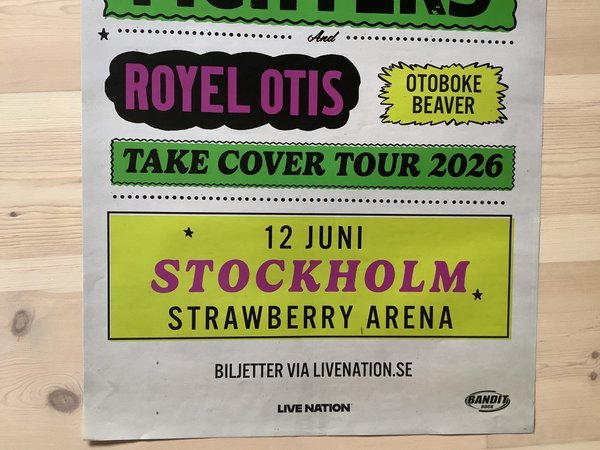 FIGHTERS
And
ROYEL OTIS
OTOBOKE
BEAVER
TAKE COVER TOUR 2026
12 JUNI
STOCKHOLM
STRAWBERRY ARENA
BILJETTER VIA LIVENATION.SE
LIVE NATION
BANDIT
ROCK